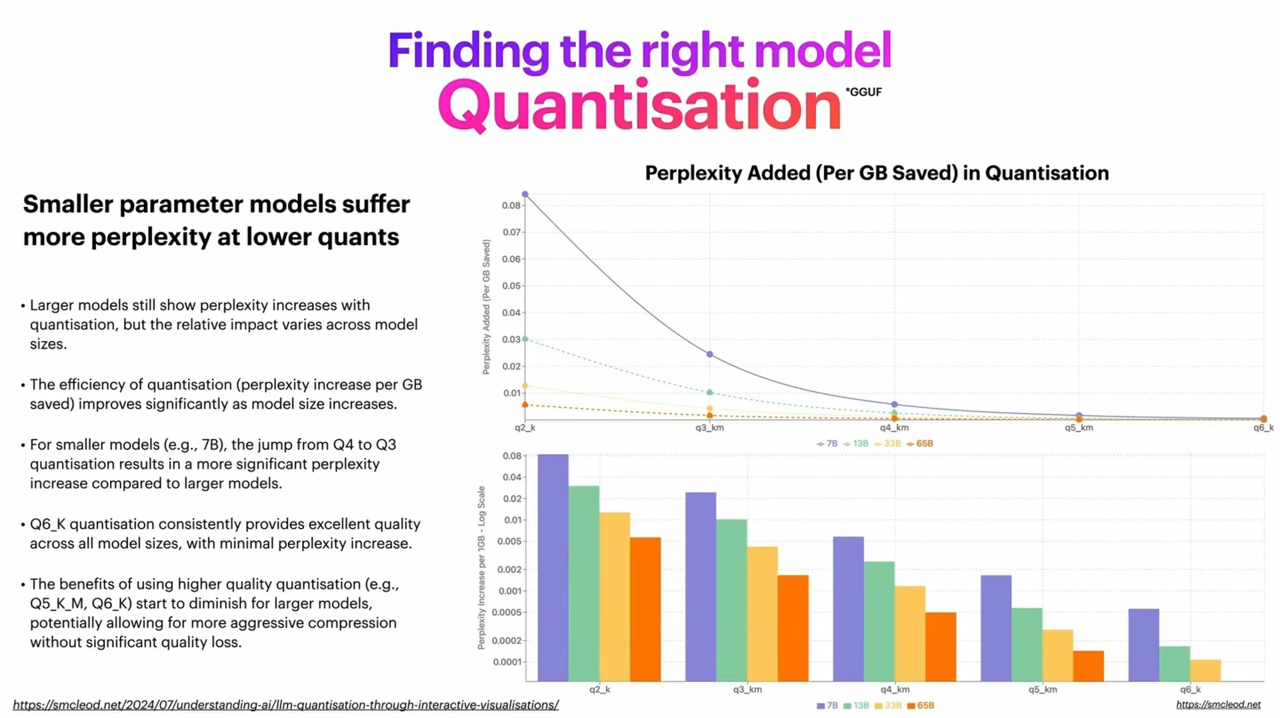 Finding the right model
Quantisation *GGUF
Smaller parameter models suffer
more perplexity at lower quants
• Larger models still show perplexity increases with
quantisation, but the relative impact varies across model
sizes.
• The efficiency of quantisation (perplexity increase per GB
saved) improves significantly as model size increases.
• For smaller models (e.g., 7B), the jump from Q4 to Q3
quantisation results in a more significant perplexity
increase compared to larger models.
• Q6_K quantisation consistently provides excellent quality
across all model sizes, with minimal perplexity increase.
• The benefits of using higher quality quantisation (e.g.,
Q5_K_M, Q6_K) start to diminish for larger models,
potentially allowing for more aggressive compression
without significant quality loss.
https://smcleod.net/2024/07/understanding-ai/llm-quantisation-through-interactive-visualisations/
Perplexity Added (Per GB Saved) in Quantisation
Perplexity Added (Per GB Saved)
0.08
0.07
0.06
0.05
0.04
0.03
0.02
0.01
q2_k q3_km q4_km q5_km q6_k
7B 13B 33B 65B
Perplexity Increase per 1GB - Log Scale
0.08
0.04
0.02
0.01
0.005
0.002
0.001
0.0005
0.0002
0.0001
q2_k q3_km q4_km q5_km q6_k
7B 13B 33B 65B
https://smcleod.net